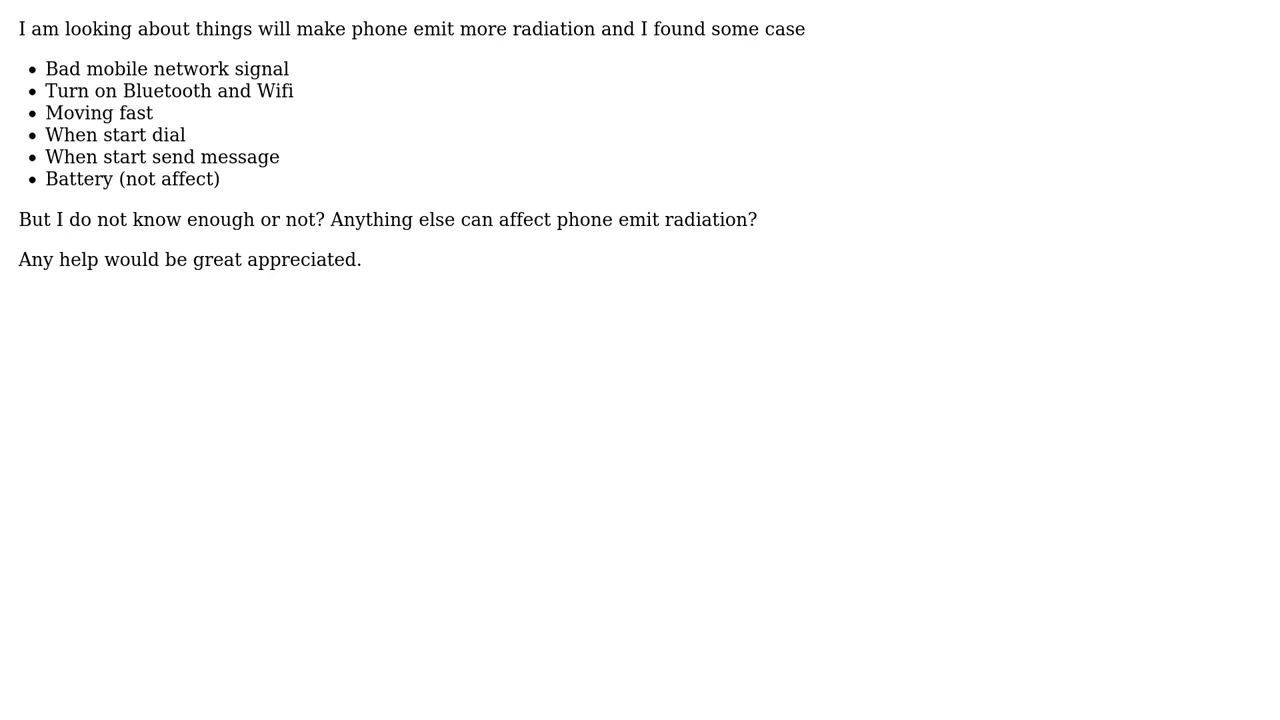 I am looking about things will make phone emit more radiation and I found some case
• Bad mobile network signal
• Turn on Bluetooth and Wifi
• Moving fast
• When start dial
• When start send message
• Battery (not affect)
But I do not know enough or not? Anything else can affect phone emit radiation?
Any help would be great appreciated.